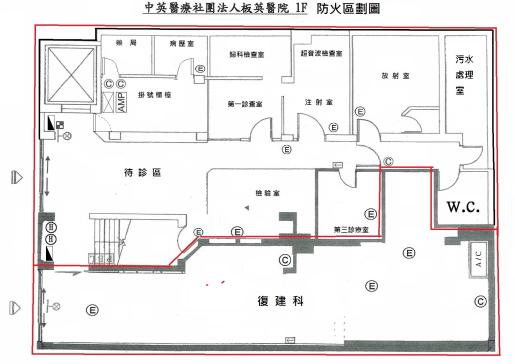 中英醫療社團法人板英醫院 1F 防火區劃圖
藥局
病歷室
婦科檢查室
超音波檢查室
污水
處理
室
放射室
E
C C
AMP
掛號櫃檯
第一診查室
注射室
E
E
E
C
待診區
檢驗室
W.C.
E
第三診療室
E
E
E
C
A/C
E
復建科
C
E
E